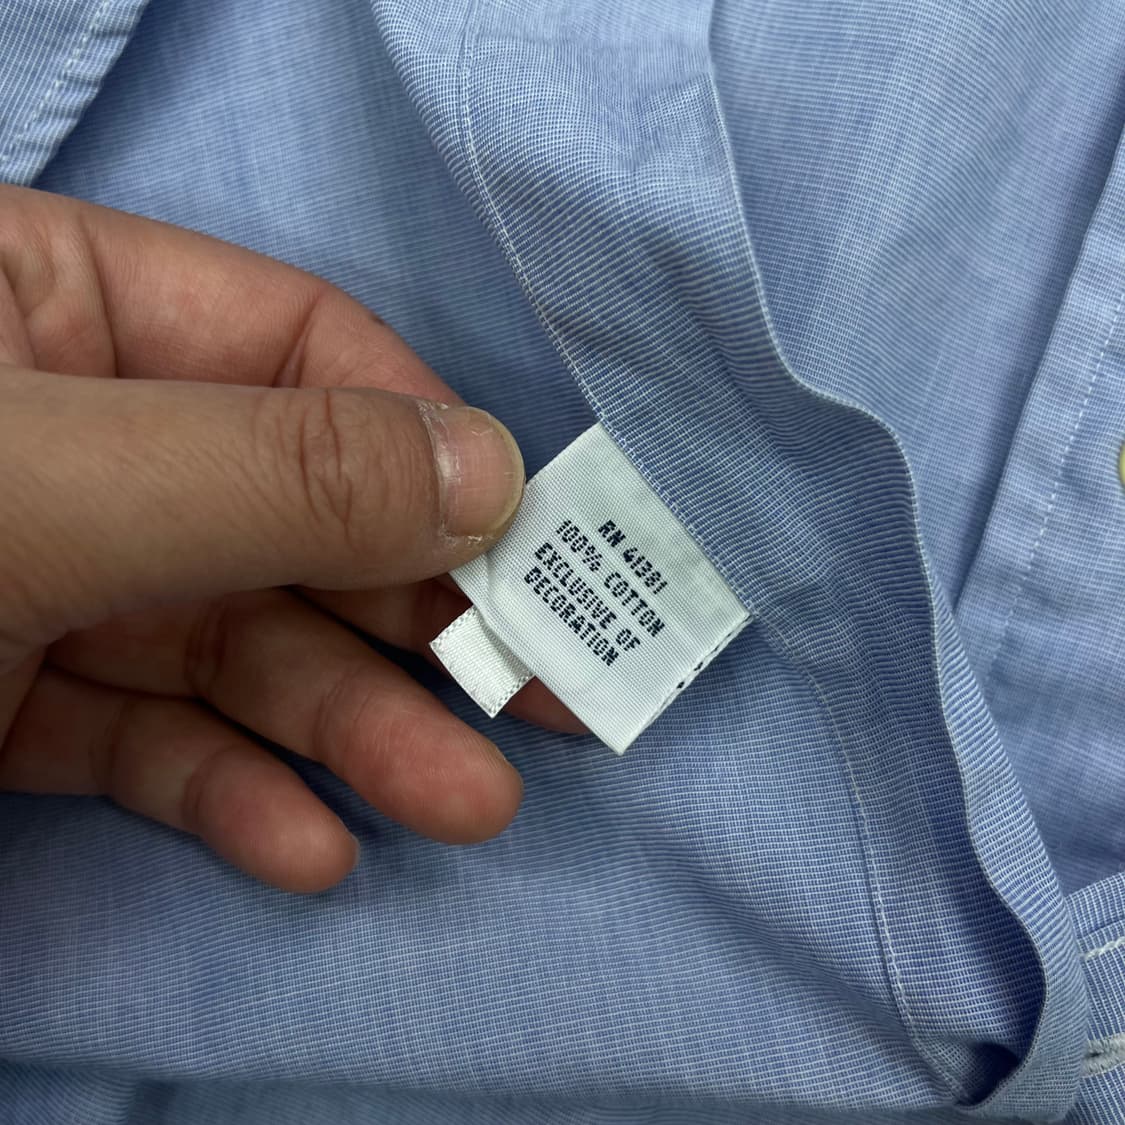 RN 41381
100% COTTON
EXCLUSIVE OF
DECORATION